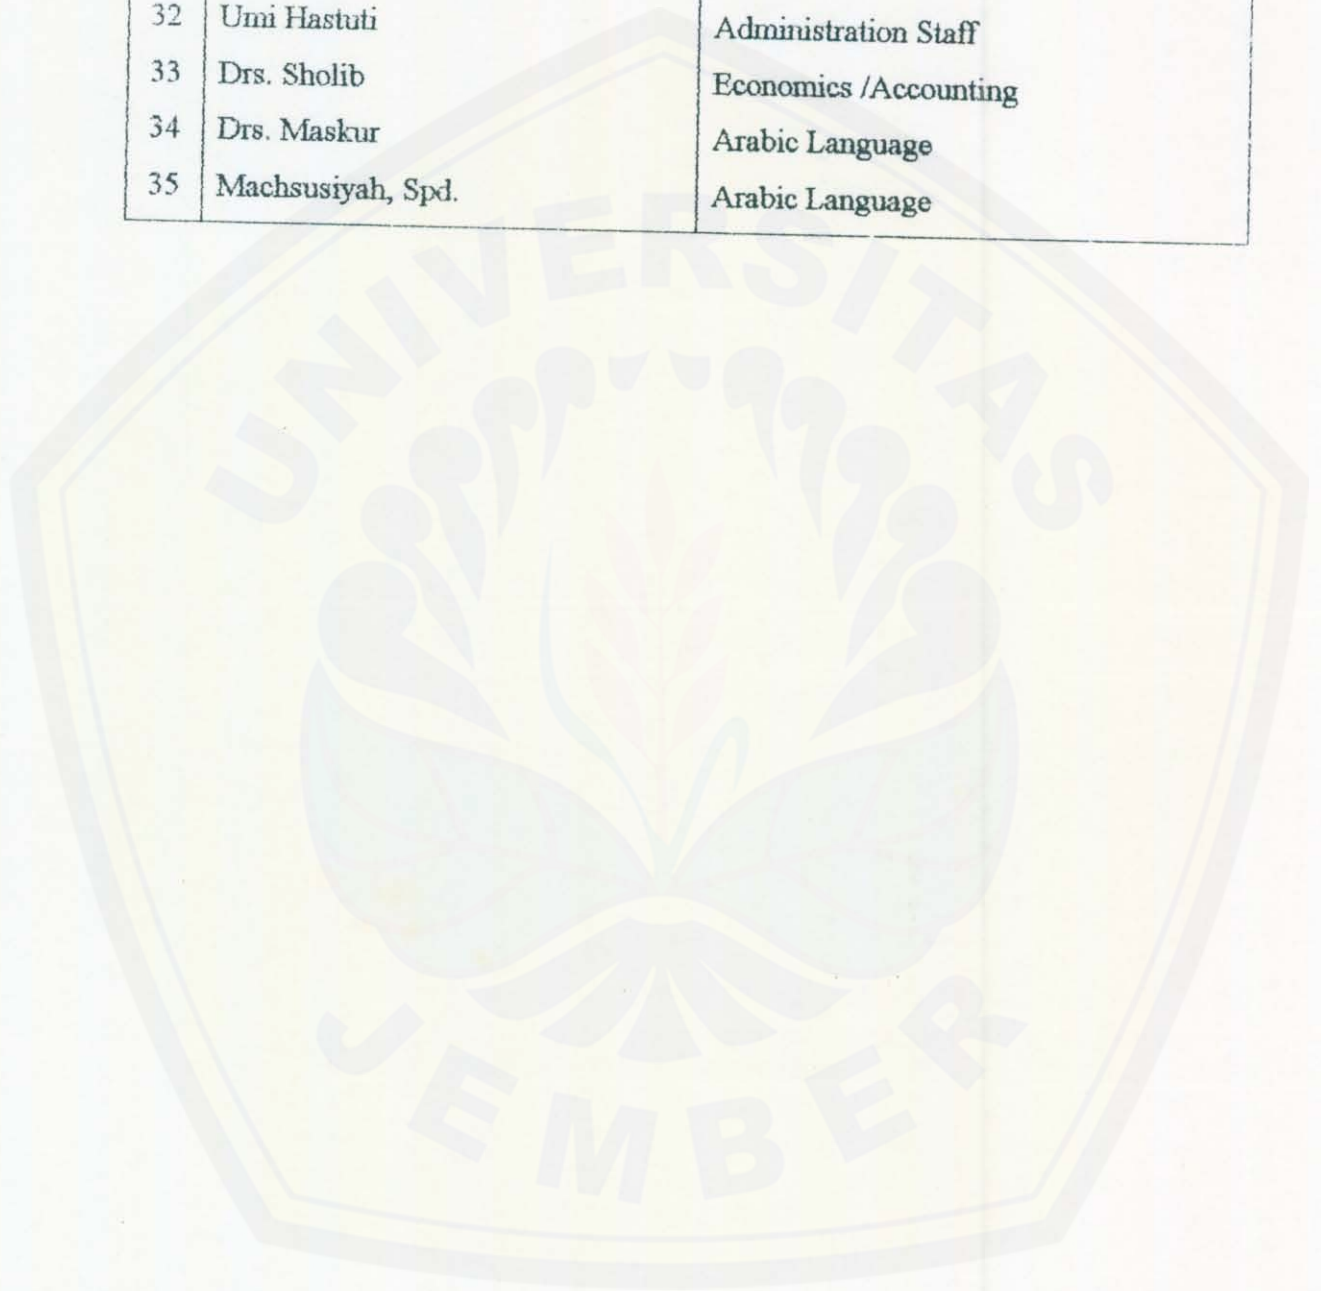 32 Umi Hastuti Administration Staff
33 Drs. Sholib Economics /Accounting
34 Drs. Maskur Arabic Language
35 Machsusiyah, Spd. Arabic Language
UNIVERSITAS
JEMBER